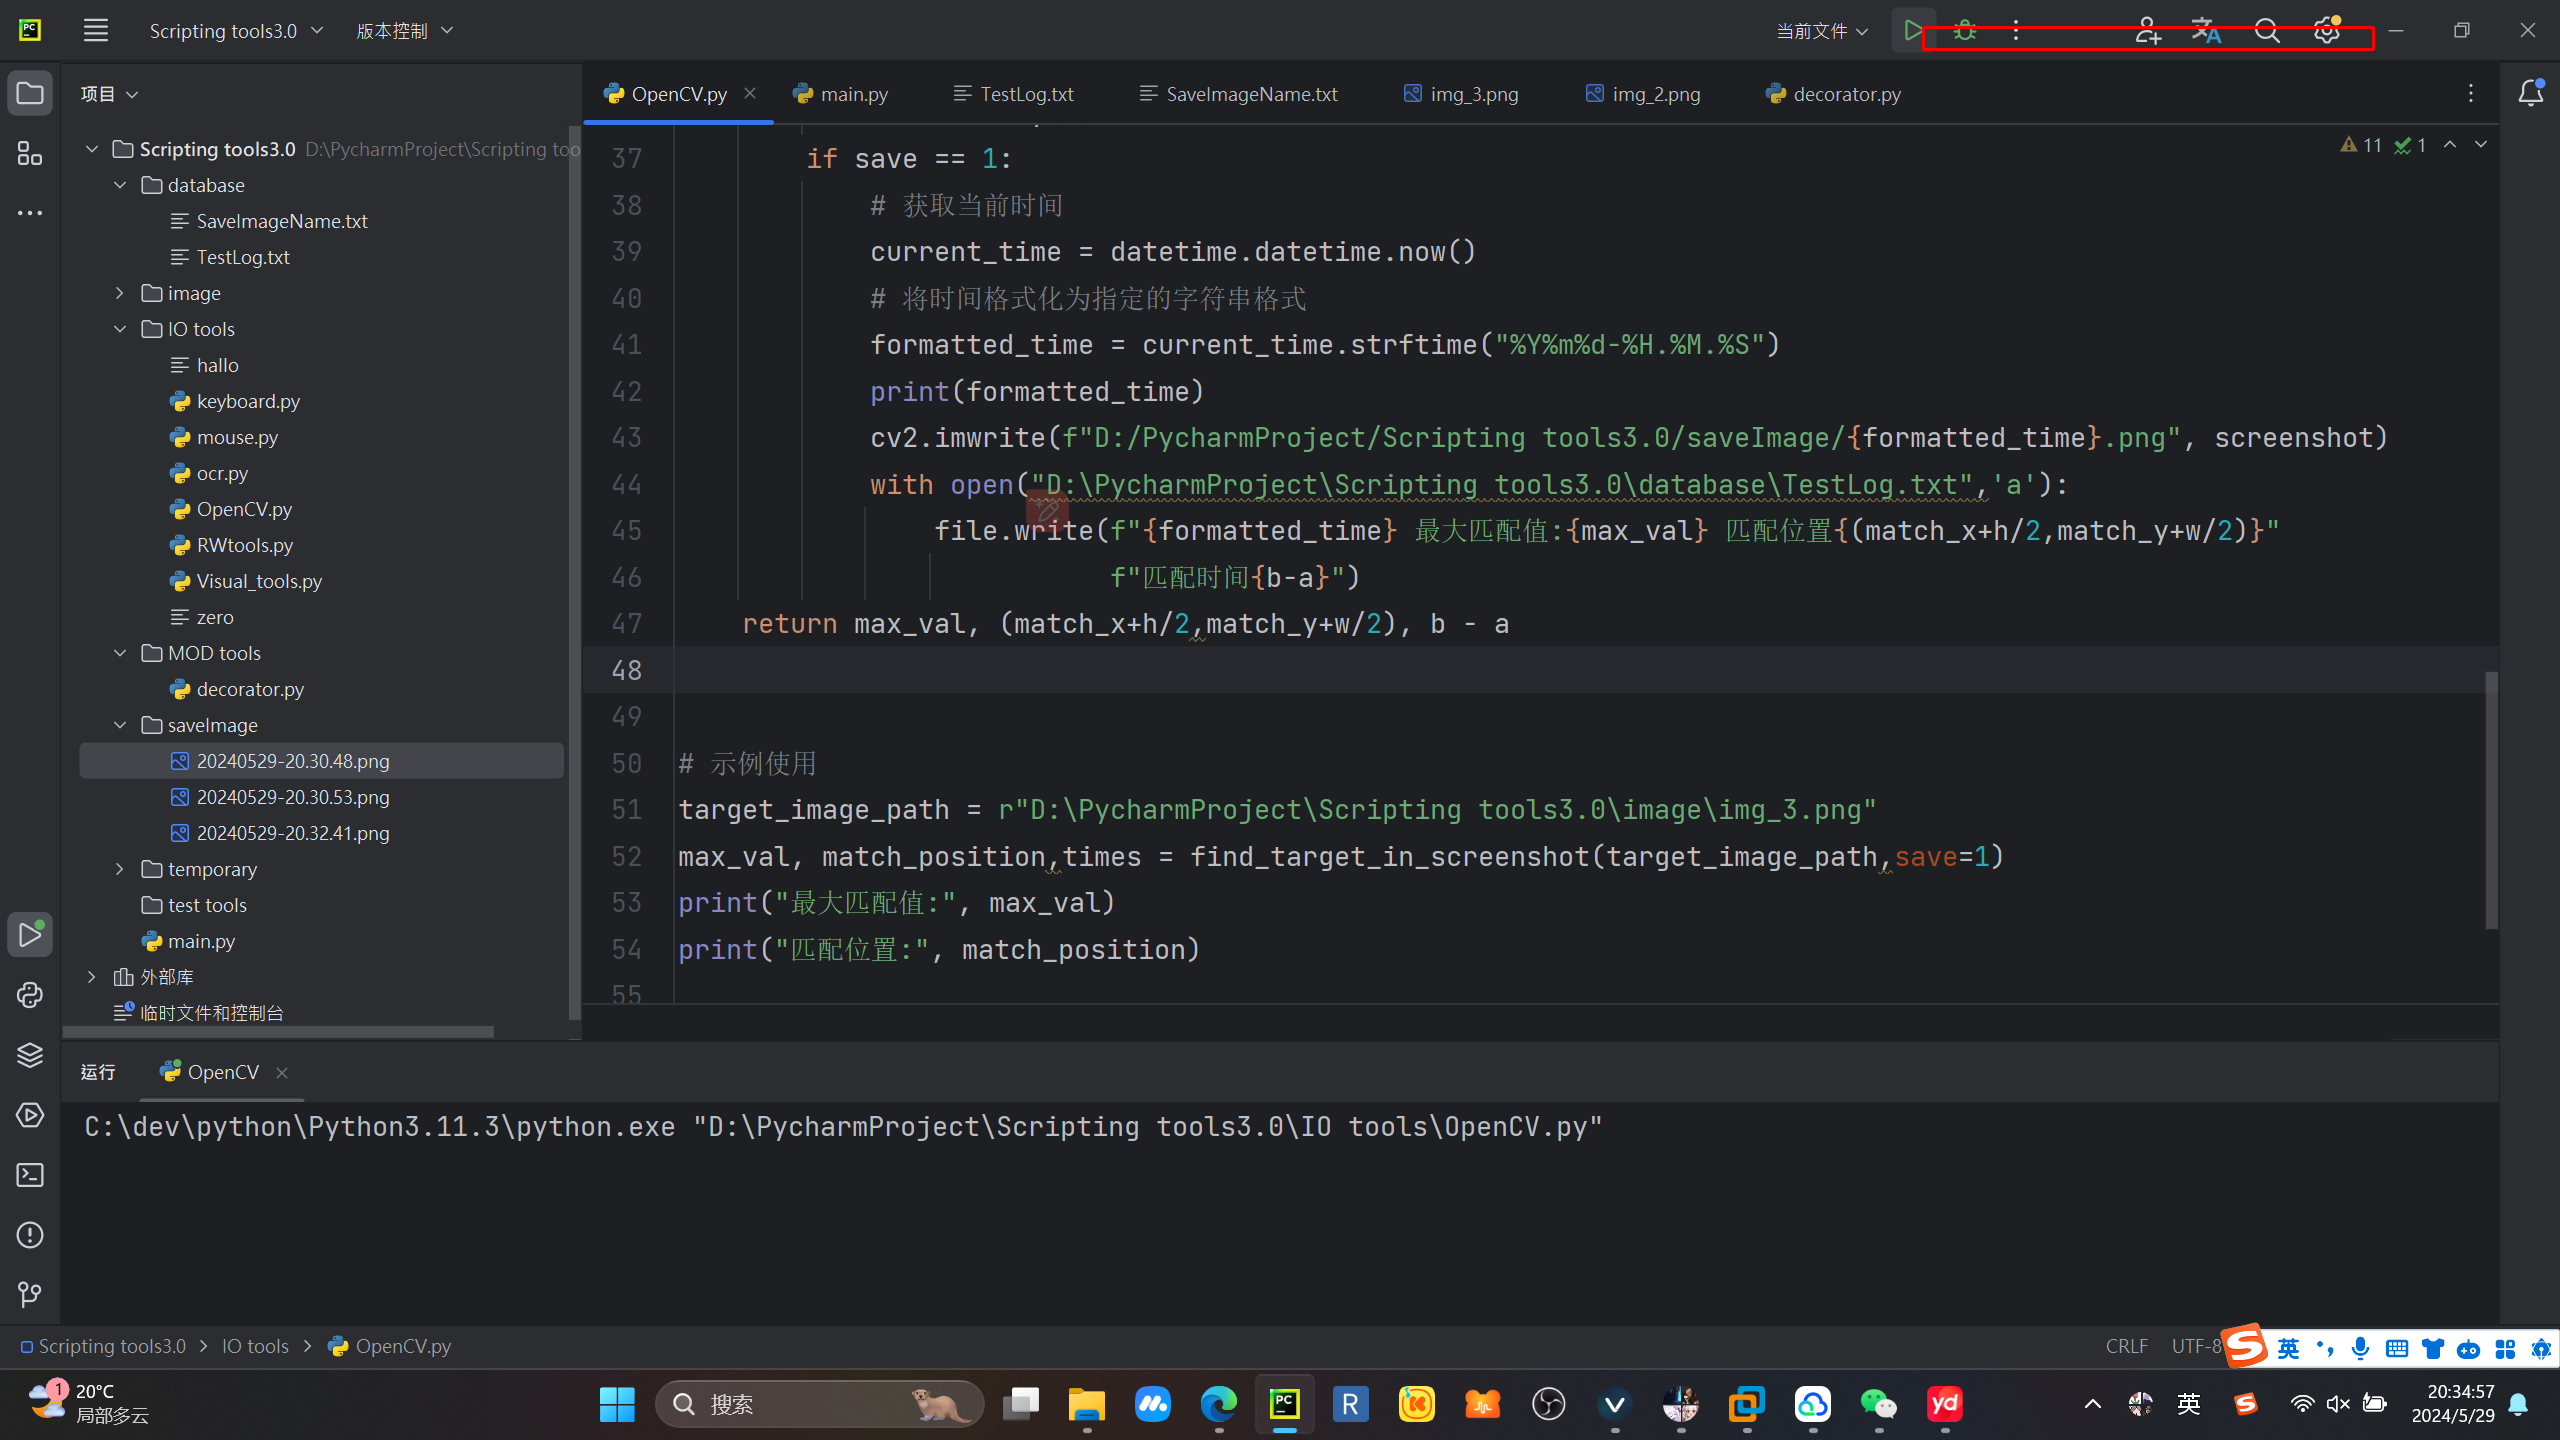 PC Scripting tools3.0 版本控制 当前文件
项目
Scripting tools3.0 D:\PycharmProject\Scripting too
database
SaveImageName.txt
TestLog.txt
image
IO tools
hallo
keyboard.py
mouse.py
ocr.py
OpenCV.py
RWtools.py
Visual_tools.py
zero
MOD tools
decorator.py
saveImage
20240529-20.30.48.png
20240529-20.30.53.png
20240529-20.32.41.png
temporary
test tools
main.py
外部库
临时文件和控制台
OpenCV.py main.py TestLog.txt SaveImageName.txt img_3.png img_2.png decorator.py
11 1
37 if save == 1:
38 # 获取当前时间
39 current_time = datetime.datetime.now()
40 # 将时间格式化为指定的字符串格式
41 formatted_time = current_time.strftime("%Y%m%d-%H.%M.%S")
42 print(formatted_time)
43 cv2.imwrite(f"D:/PycharmProject/Scripting tools3.0/saveImage/{formatted_time}.png", screenshot)
44 with open("D:\PycharmProject\Scripting tools3.0\database\TestLog.txt",'a'):
45 file.write(f"{formatted_time} 最大匹配值:{max_val} 匹配位置{(match_x+h/2,match_y+w/2)}"
46 f"匹配时间{b-a}")
47 return max_val, (match_x+h/2,match_y+w/2), b - a
48
49
50 # 示例使用
51 target_image_path = r"D:\PycharmProject\Scripting tools3.0\image\img_3.png"
52 max_val, match_position,times = find_target_in_screenshot(target_image_path,save=1)
53 print("最大匹配值:", max_val)
54 print("匹配位置:", match_position)
55
运行 OpenCV
C:\dev\python\Python3.11.3\python.exe "D:\PycharmProject\Scripting tools3.0\IO tools\OpenCV.py"
Scripting tools3.0 IO tools OpenCV.py CRLF UTF-8 英
1 20°C
局部多云
搜索
PC
R
yd
英
20:34:57
2024/5/29